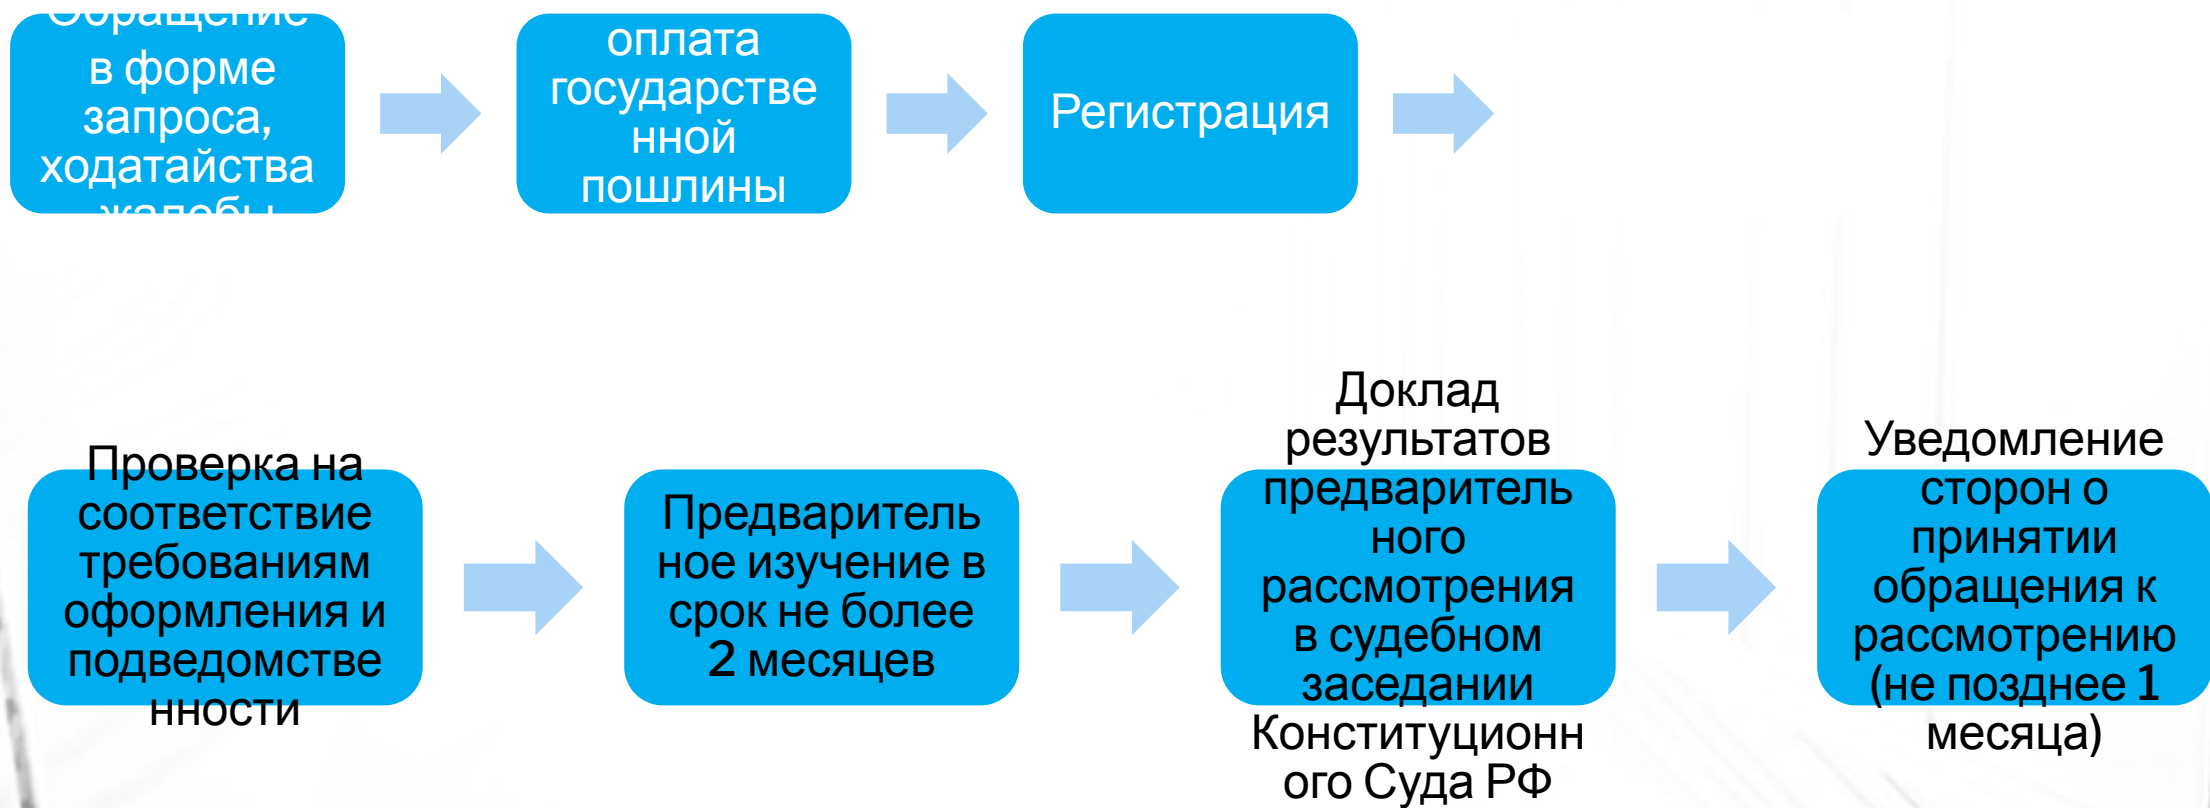 Обращение
в форме
запроса,
ходатайства
жалобы
оплата
государстве
нной
пошлины
Регистрация
Проверка на
соответствие
требованиям
оформления и
подведомстве
нности
Предваритель
ное изучение в
срок не более
2 месяцев
Доклад
результатов
предваритель
ного
рассмотрения
в судебном
заседании
Конституционн
ого Суда РФ
Уведомление
сторон о
принятии
обращения к
рассмотрению
(не позднее 1
месяца)